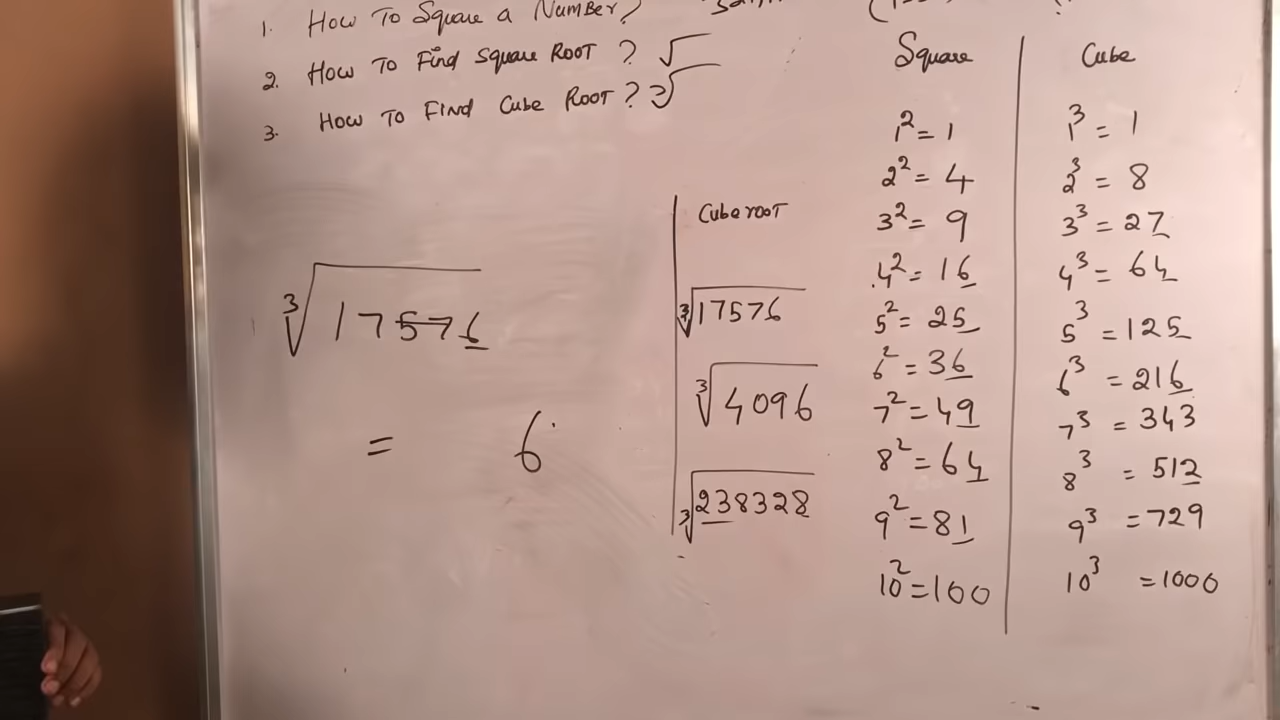 1. How To Square a Number?
2. How To Find Square Root? √
3. How To Find Cube Root? ∛
∛17576
= 6
Cube root
∛17576
∛4096
∛238328
Square
1² = 1
2² = 4
3² = 9
4² = 16
5² = 25
6² = 36
7² = 49
8² = 64
9² = 81
10² = 100
Cube
1³ = 1
2³ = 8
3³ = 27
4³ = 64
5³ = 125
6³ = 216
7³ = 343
8³ = 512
9³ = 729
10³ = 1000